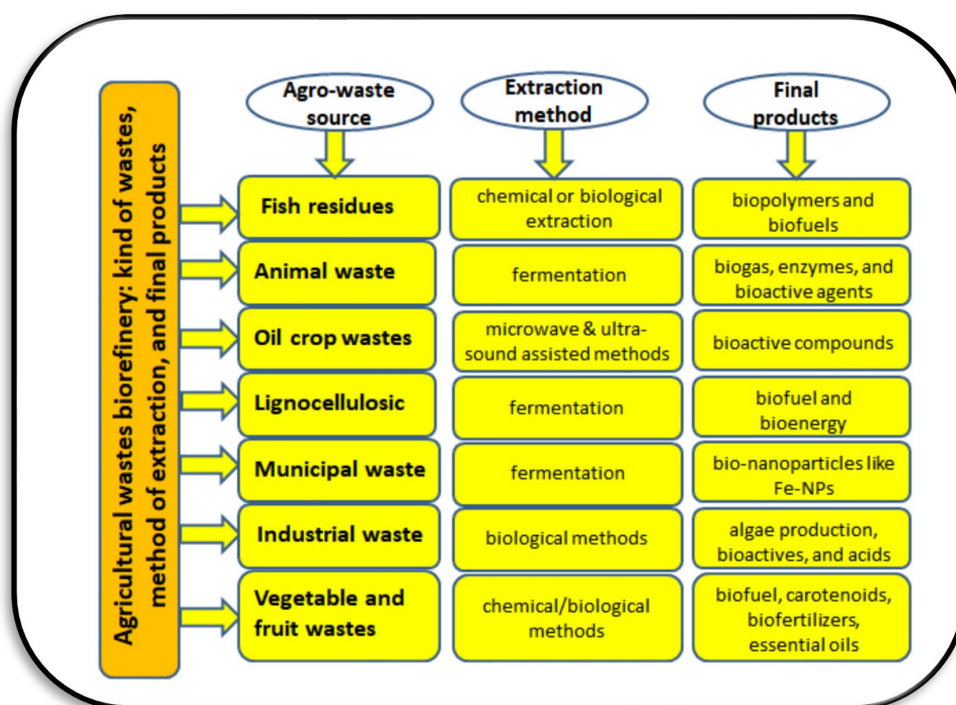 Agricultural wastes biorefinery: kind of wastes,
method of extraction, and final products
Agro-waste
source
Extraction
method
Final
products
Fish residues
chemical or biological
extraction
biopolymers and
biofuels
Animal waste
fermentation
biogas, enzymes, and
bioactive agents
Oil crop wastes
microwave & ultra-
sound assisted methods
bioactive compounds
Lignocellulosic
fermentation
biofuel and
bioenergy
Municipal waste
fermentation
bio-nanoparticles like
Fe-NPs
Industrial waste
biological methods
algae production,
bioactives, and acids
Vegetable and
fruit wastes
chemical/biological
methods
biofuel, carotenoids,
biofertilizers,
essential oils